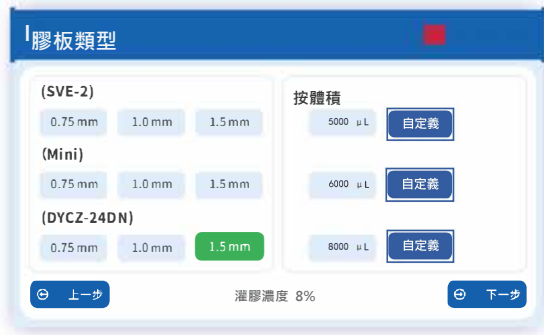 膠板類型
(SVE-2)
0.75 mm 1.0 mm 1.5 mm
(Mini)
0.75 mm 1.0 mm 1.5 mm
(DYCZ-24DN)
0.75 mm 1.0 mm 1.5 mm
按體積
5000 μL 自定義
6000 μL 自定義
8000 μL 自定義
上一步 灌膠濃度 8% 下一步